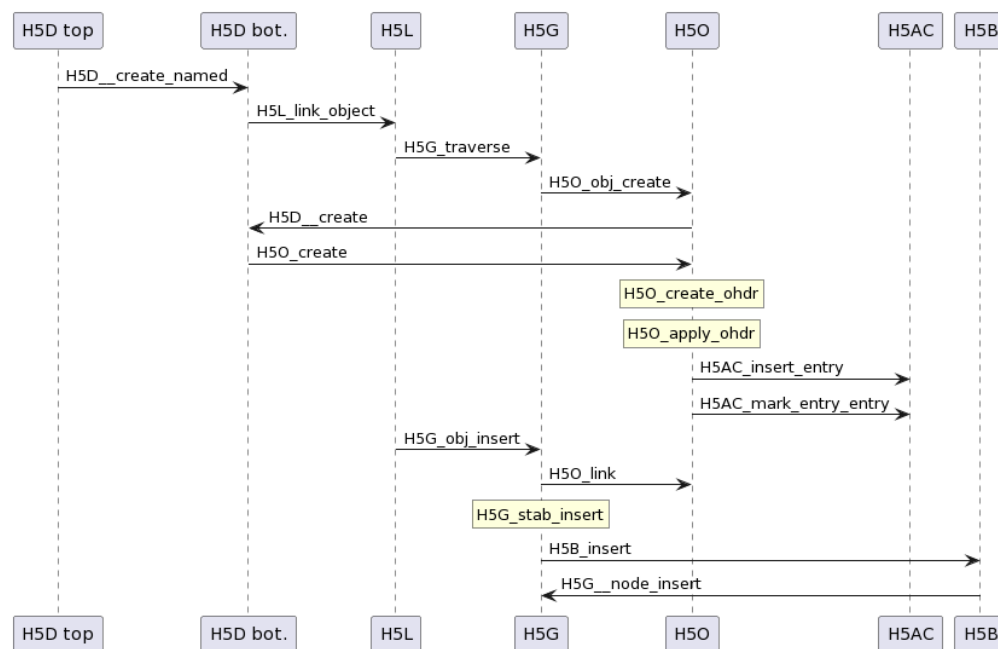 H5D top H5D bot. H5L H5G H5O H5AC H5B
H5D__create_named
H5L_link_object
H5G_traverse
H5O_obj_create
H5D__create
H5O_create
H5O_create_ohdr
H5O_apply_ohdr
H5AC_insert_entry
H5AC_mark_entry_entry
H5G_obj_insert
H5O_link
H5G_stab_insert
H5B_insert
H5G__node_insert
H5D top H5D bot. H5L H5G H5O H5AC H5B